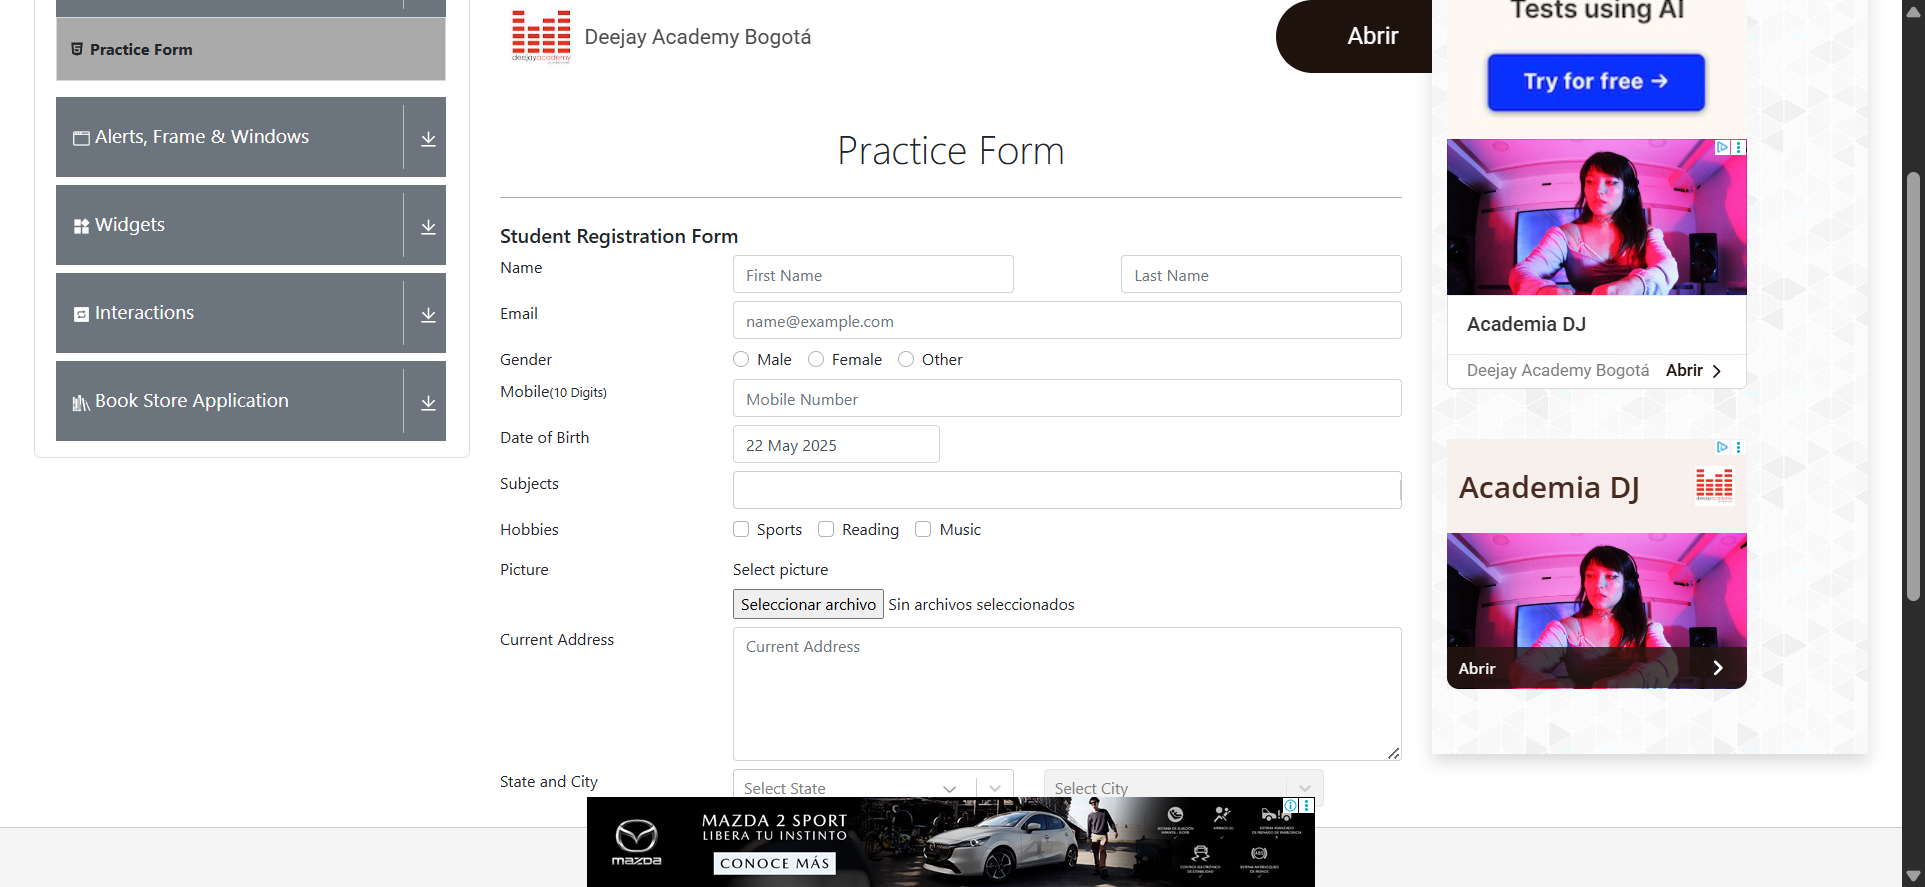 Practice Form
Alerts, Frame & Windows
Widgets
Interactions
Book Store Application
deejayacademy
Deejay Academy Bogotá
Abrir
Practice Form
Student Registration Form
Name
First Name
Last Name
Email
name@example.com
Gender
Male
Female
Other
Mobile(10 Digits)
Mobile Number
Date of Birth
22 May 2025
Subjects
Hobbies
Sports
Reading
Music
Picture
Select picture
Seleccionar archivo Sin archivos seleccionados
Current Address
Current Address
State and City
Select State
Select City
Tests using AI
Try for free →
Academia DJ
Deejay Academy Bogotá
Abrir
Academia DJ
Abrir
mazda
MAZDA 2 SPORT
LIBERA TU INSTINTO
CONOCE MÁS